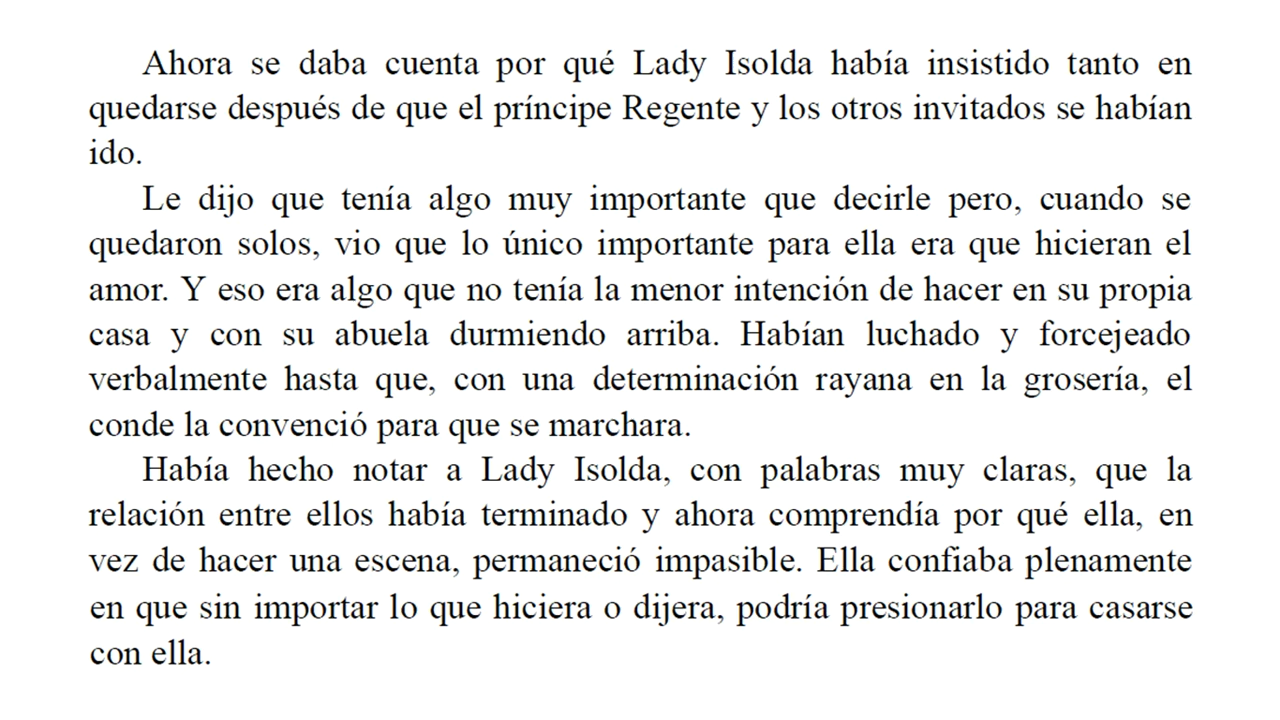 Ahora se daba cuenta por qué Lady Isolda había insistido tanto en
quedarse después de que el príncipe Regente y los otros invitados se habían
ido.
Le dijo que tenía algo muy importante que decirle pero, cuando se
quedaron solos, vio que lo único importante para ella era que hicieran el
amor. Y eso era algo que no tenía la menor intención de hacer en su propia
casa y con su abuela durmiendo arriba. Habían luchado y forcejeado
verbalmente hasta que, con una determinación rayana en la grosería, el
conde la convenció para que se marchara.
Había hecho notar a Lady Isolda, con palabras muy claras, que la
relación entre ellos había terminado y ahora comprendía por qué ella, en
vez de hacer una escena, permaneció impasible. Ella confiaba plenamente
en que sin importar lo que hiciera o dijera, podría presionarlo para casarse
con ella.